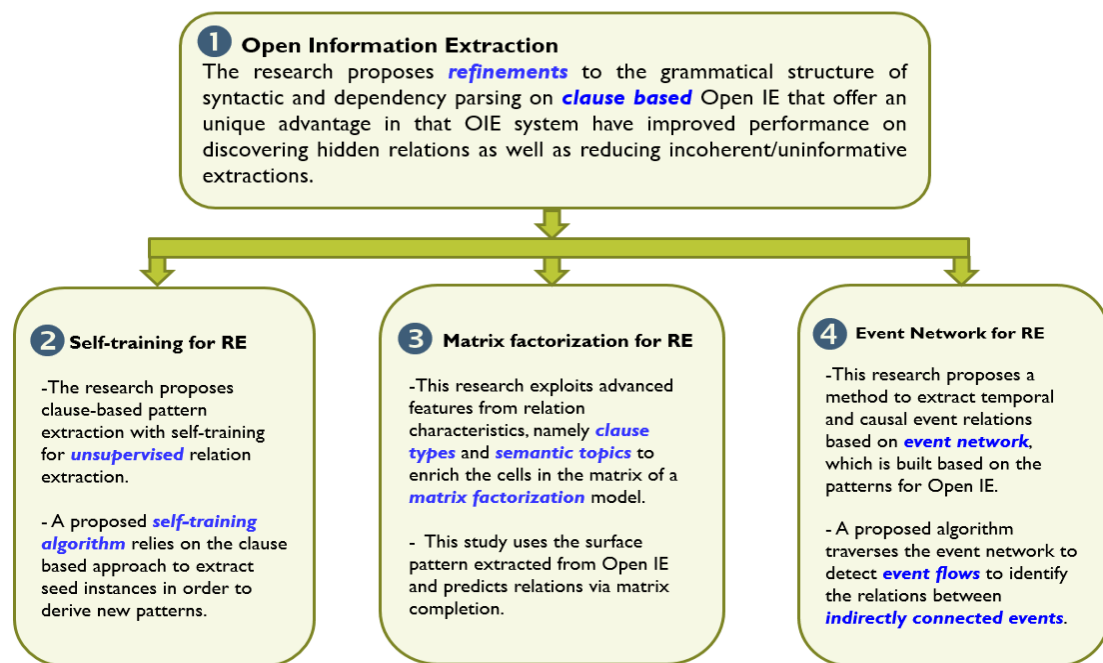 1 Open Information Extraction
The research proposes refinements to the grammatical structure of
syntactic and dependency parsing on clause based Open IE that offer an
unique advantage in that OIE system have improved performance on
discovering hidden relations as well as reducing incoherent/uninformative
extractions.
2 Self-training for RE
-The research proposes
clause-based pattern
extraction with self-training
for unsupervised relation
extraction.
- A proposed self-training
algorithm relies on the clause
based approach to extract
seed instances in order to
derive new patterns.
3 Matrix factorization for RE
-This research exploits advanced
features from relation
characteristics, namely clause
types and semantic topics to
enrich the cells in the matrix of a
matrix factorization model.
- This study uses the surface
pattern extracted from Open IE
and predicts relations via matrix
completion.
4 Event Network for RE
-This research proposes a
method to extract temporal
and causal event relations
based on event network,
which is built based on the
patterns for Open IE.
- A proposed algorithm
traverses the event network to
detect event flows to identify
the relations between
indirectly connected events.